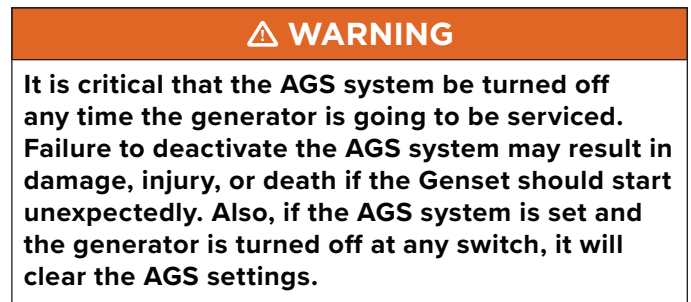 ⚠ WARNING
It is critical that the AGS system be turned off
any time the generator is going to be serviced.
Failure to deactivate the AGS system may result in
damage, injury, or death if the Genset should start
unexpectedly. Also, if the AGS system is set and
the generator is turned off at any switch, it will
clear the AGS settings.